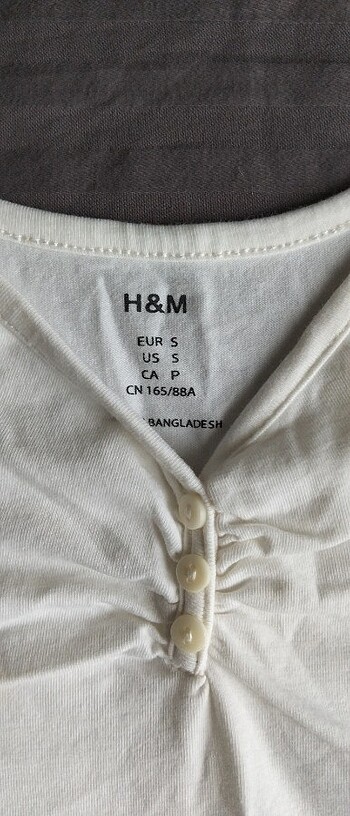 H&M
EUR S
US S
CA P
CN 165/88A
BANGLADESH